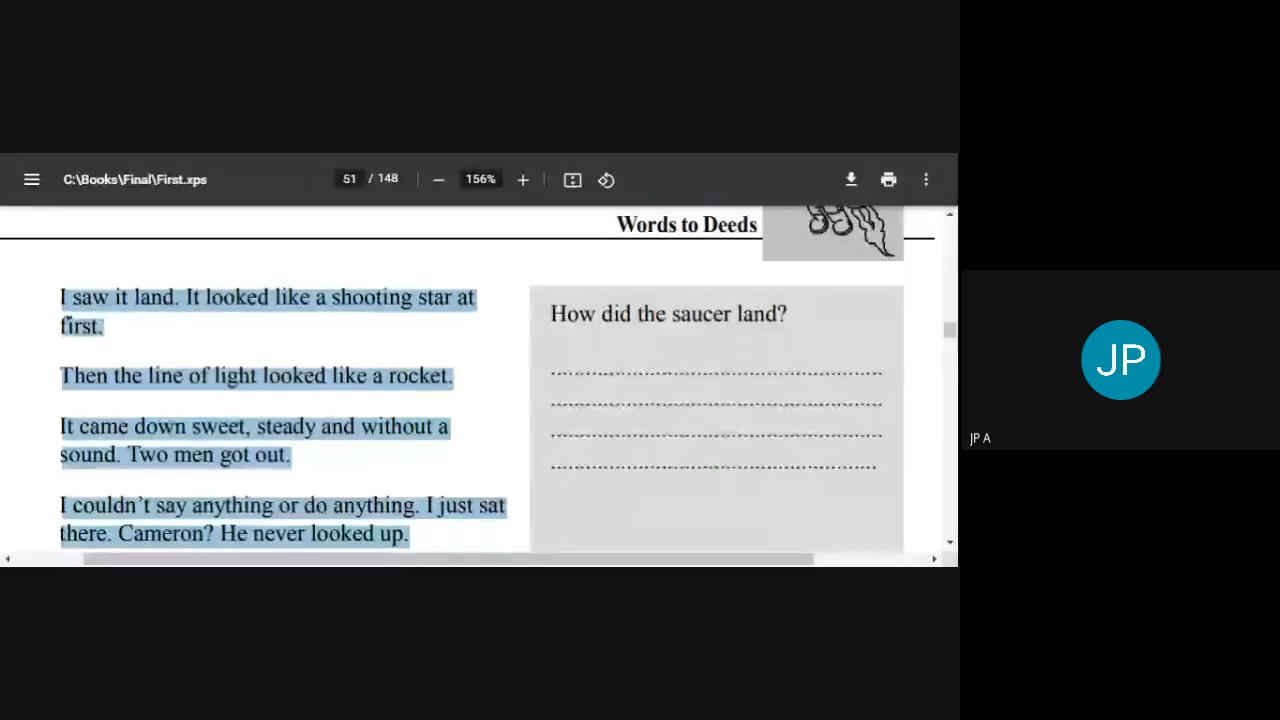 C:\Books\Final\First.xps
51 / 148
156%
Words to Deeds
I saw it land. It looked like a shooting star at
first.
Then the line of light looked like a rocket.
It came down sweet, steady and without a
sound. Two men got out.
I couldn't say anything or do anything. I just sat
there. Cameron? He never looked up.
How did the saucer land?
JP
JP A